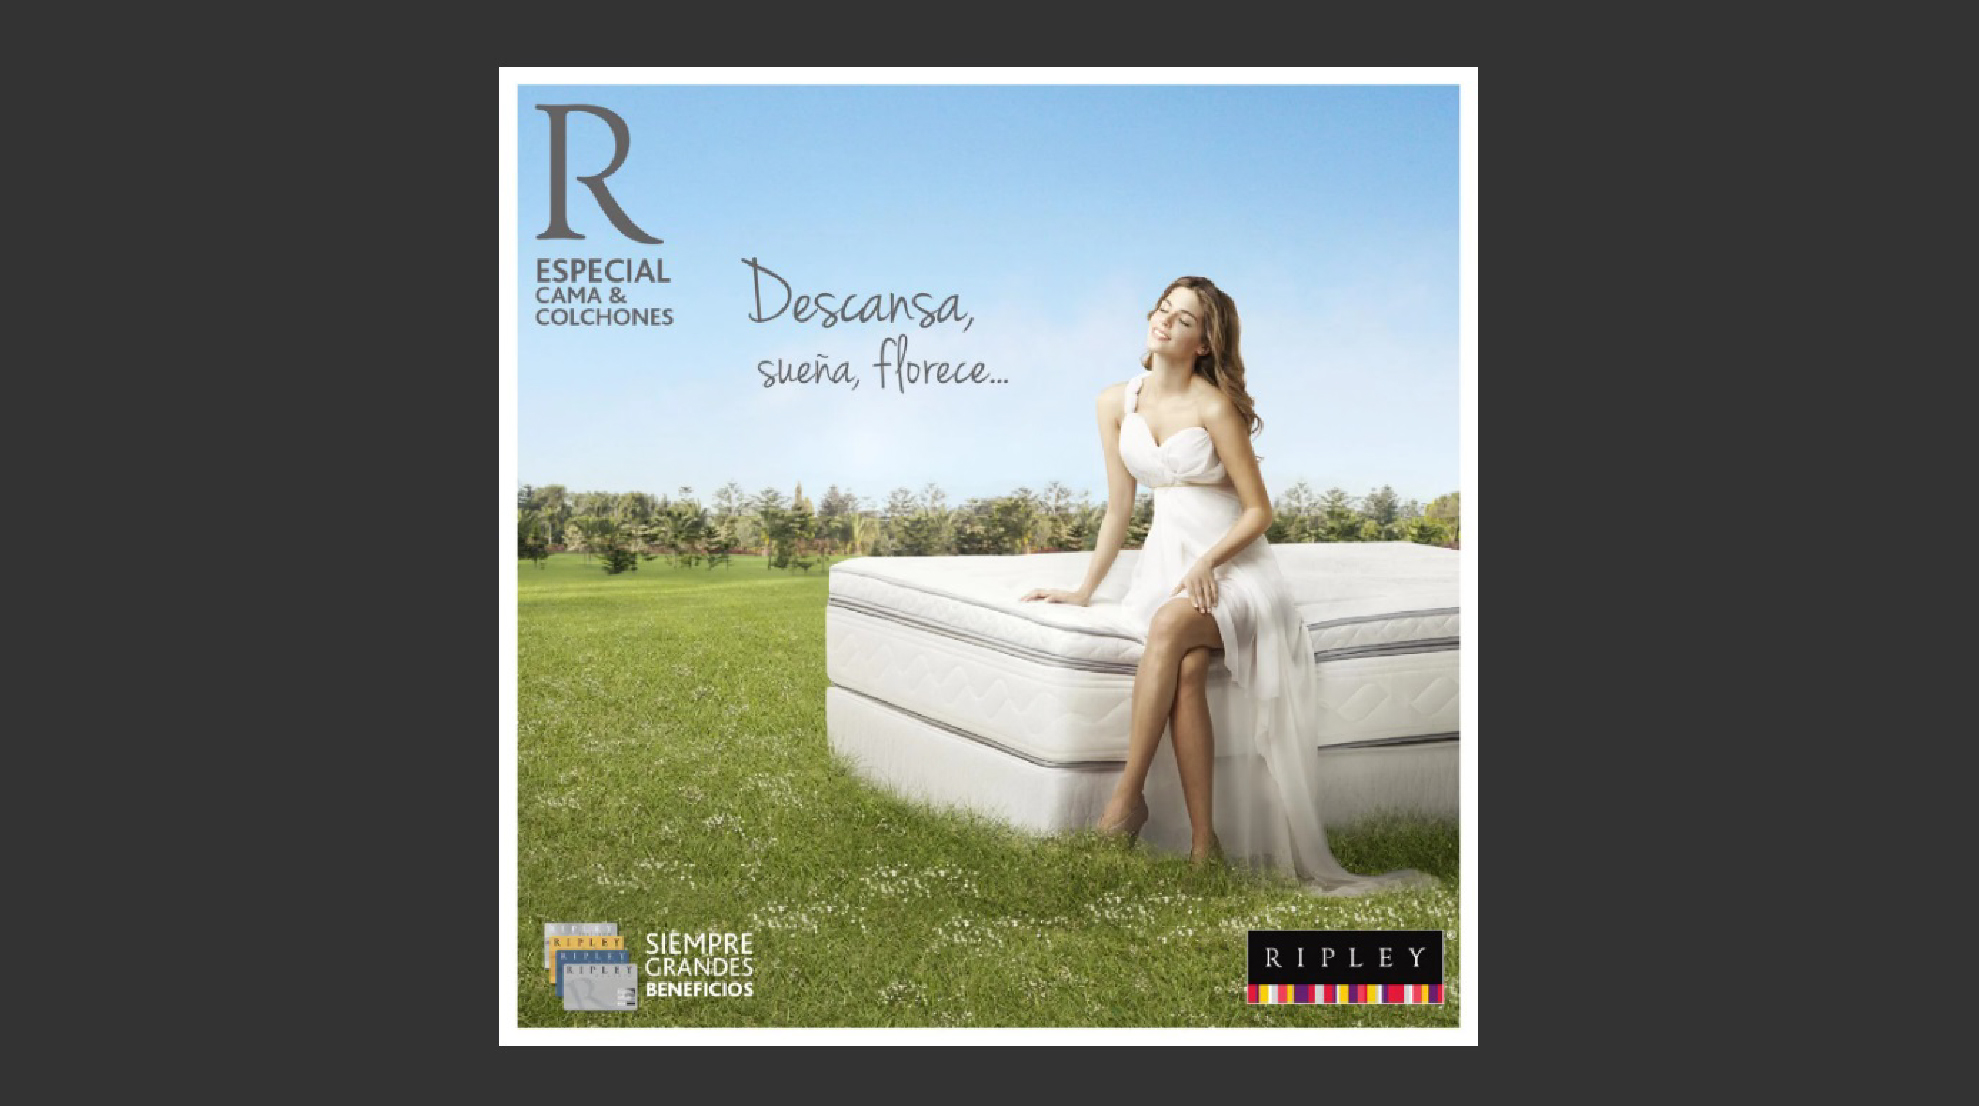 R
ESPECIAL
CAMA &
COLCHONES
Descansa,
sueña, florece...
RIPLEY
RIPLEY
RIPLEY
RIPLEY
R
SIEMPRE
GRANDES
BENEFICIOS
RIPLEY